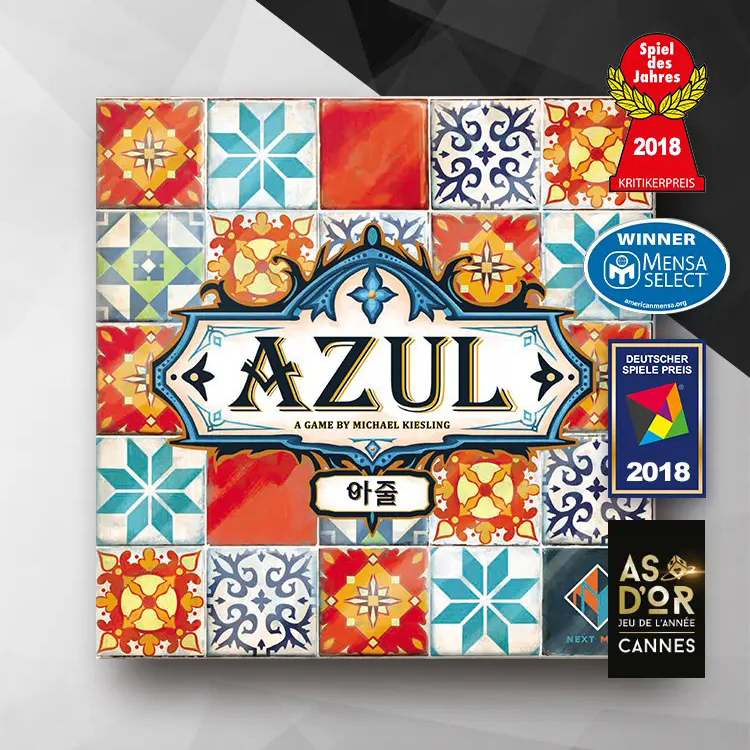 AZUL
A GAME BY MICHAEL KIESLING
아줄
NEXT M
Spiel
des
Jahres
2018
KRITIKERPREIS
WINNER
MENSA
SELECT
americanmensa.org
DEUTSCHER
SPIELE PREIS
2018
AS
D'OR
JEU DE L'ANNÉE
CANNES